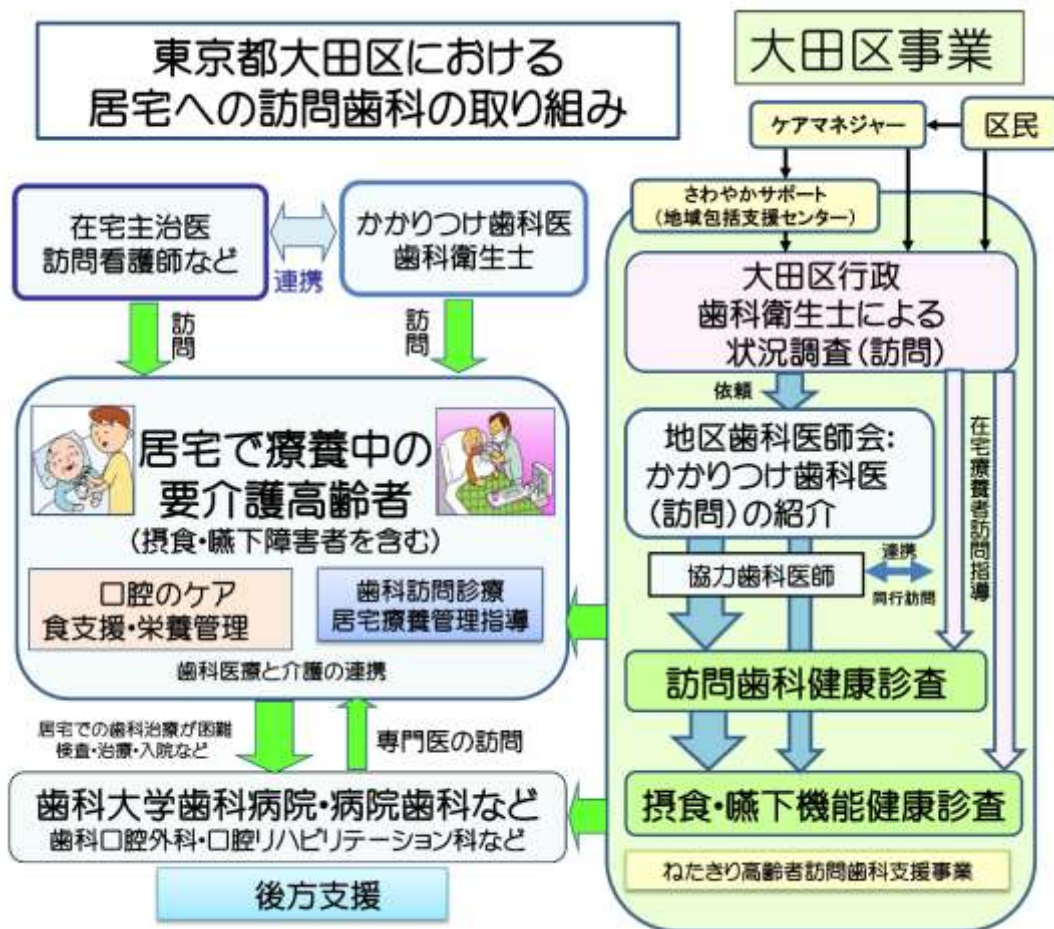 東京都大田区における
居宅への訪問歯科の取り組み
大田区事業
ケアマネジャー
区民
さわやかサポート
(地域包括支援センター)
在宅主治医
訪問看護師など
連携
かかりつけ歯科医
歯科衛生士
訪問
訪問
大田区行政
歯科衛生士による
状況調査(訪問)
依頼
地区歯科医師会:
かかりつけ歯科医
(訪問)の紹介
在宅療養者訪問指導
協力歯科医師
連携
同行訪問
居宅で療養中の
要介護高齢者
(摂食・嚥下障害者を含む)
口腔のケア
食支援・栄養管理
歯科訪問診療
居宅療養管理指導
歯科医療と介護の連携
訪問歯科健康診査
居宅での歯科治療が困難
検査・治療・入院など
専門医の訪問
歯科大学歯科病院・病院歯科など
歯科口腔外科・口腔リハビリテーション科など
摂食・嚥下機能健康診査
ねたきり高齢者訪問歯科支援事業
後方支援